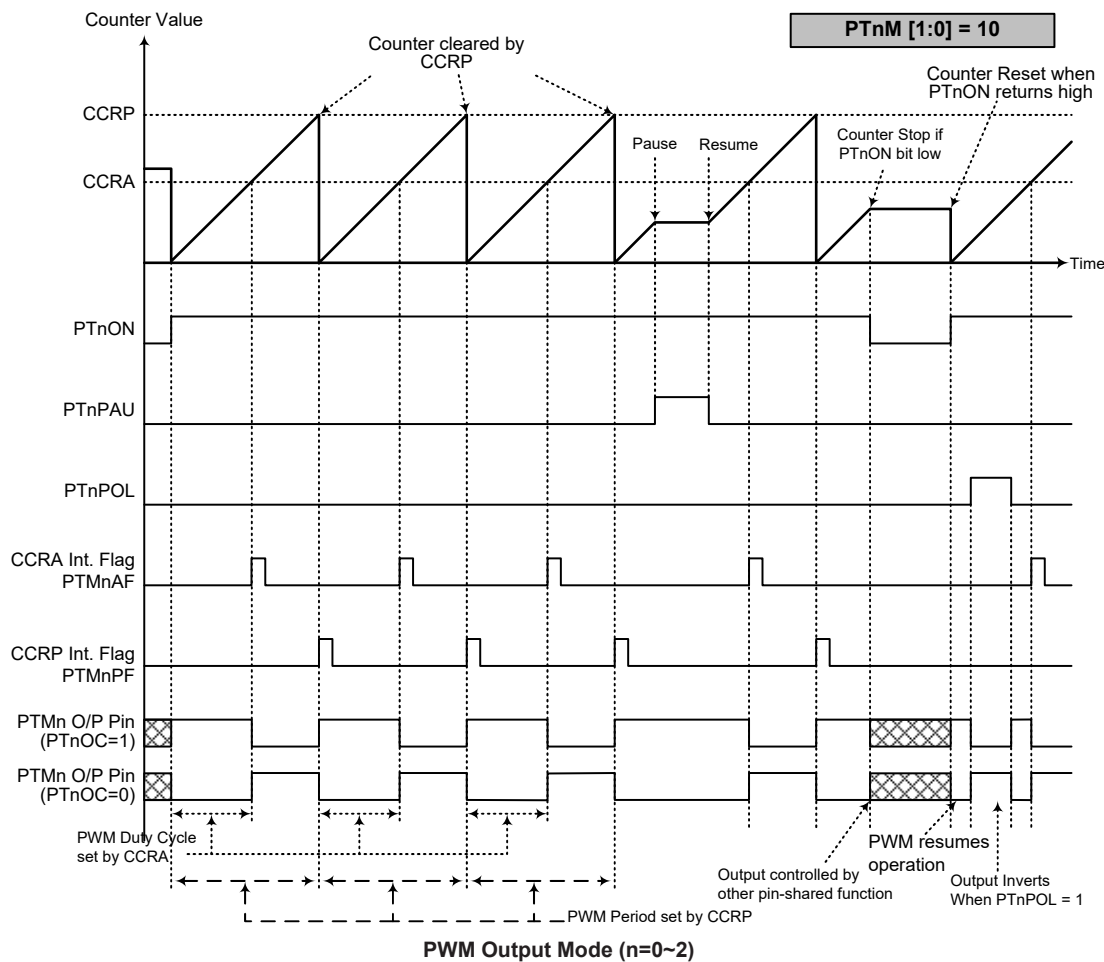 Counter Value
PTnM [1:0] = 10
Counter cleared by
CCRP
Counter Reset when
PTnON returns high
CCRP
Pause
Resume
Counter Stop if
PTnON bit low
CCRA
Time
PTnON
PTnPAU
PTnPOL
CCRA Int. Flag
PTMnAF
CCRP Int. Flag
PTMnPF
PTMn O/P Pin
(PTnOC=1)
PTMn O/P Pin
(PTnOC=0)
PWM Duty Cycle
set by CCRA
PWM resumes
operation
Output controlled by
other pin-shared function
Output Inverts
When PTnPOL = 1
PWM Period set by CCRP
PWM Output Mode (n=0~2)